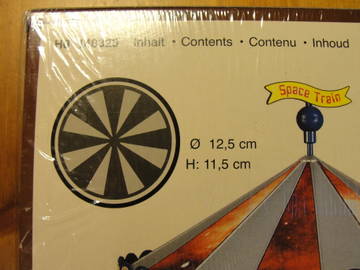 Inhalt · Contents · Contenu · Inhoud
Space Train
Ø 12,5 cm
H: 11,5 cm